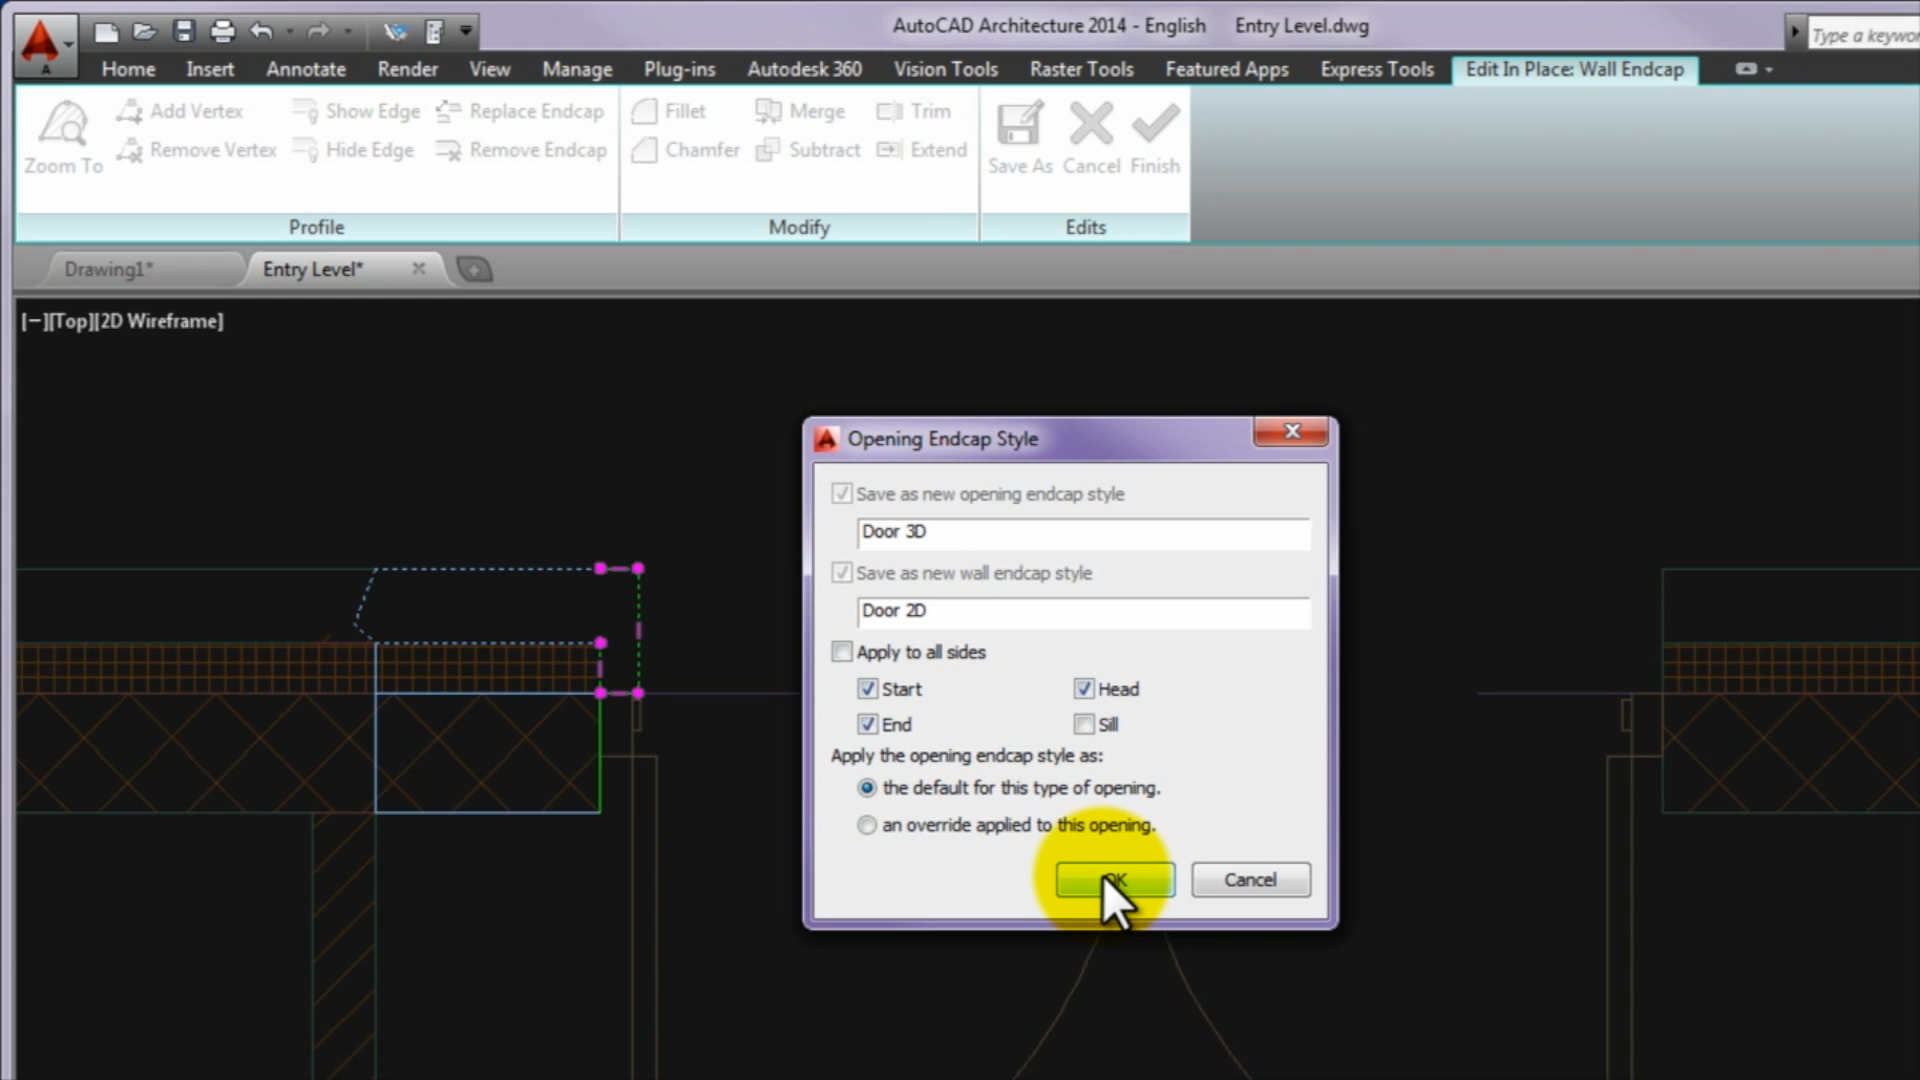 AutoCAD Architecture 2014 - English Entry Level.dwg
Type a keywor
A
Home Insert Annotate Render View Manage Plug-ins Autodesk 360 Vision Tools Raster Tools Featured Apps Express Tools Edit In Place: Wall Endcap
Add Vertex Show Edge Replace Endcap Fillet Merge Trim
Remove Vertex Hide Edge Remove Endcap Chamfer Subtract Extend
Zoom To Save As Cancel Finish
Profile Modify Edits
Drawing1* Entry Level*
[−][Top][2D Wireframe]
Opening Endcap Style
Save as new opening endcap style
Door 3D
Save as new wall endcap style
Door 2D
Apply to all sides
Start Head
End Sill
Apply the opening endcap style as:
the default for this type of opening.
an override applied to this opening.
OK Cancel